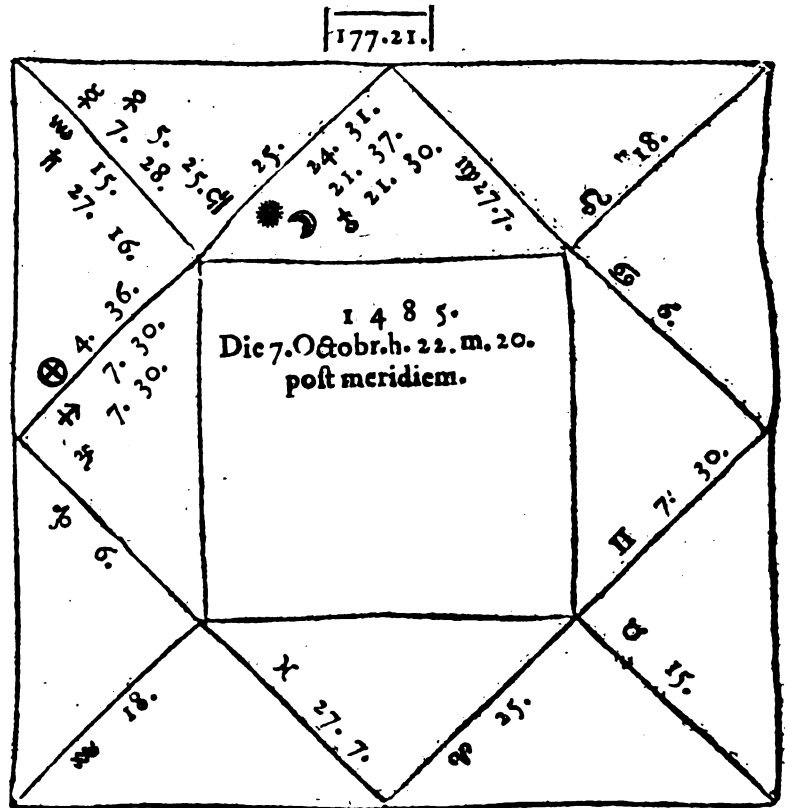 177.21.
♂ 5. 25.
☿ 7. 28.
♎ 25.
♏ 15.
♄ 27. 16.
24. 31.
☉ 21. 37.
☽
21. 30.
♍ 27. 7.
♌ 18.
♋ 6.
⊗ 4. 36.
♐ 7. 30.
♃ 7. 30.
1485.
Die 7. Octobr. h. 22. m. 20.
poſt meridiem.
♑ 6.
♒ 18.
♓ 27. 7.
♈ 25.
♉ 15.
♊ 7. 30.